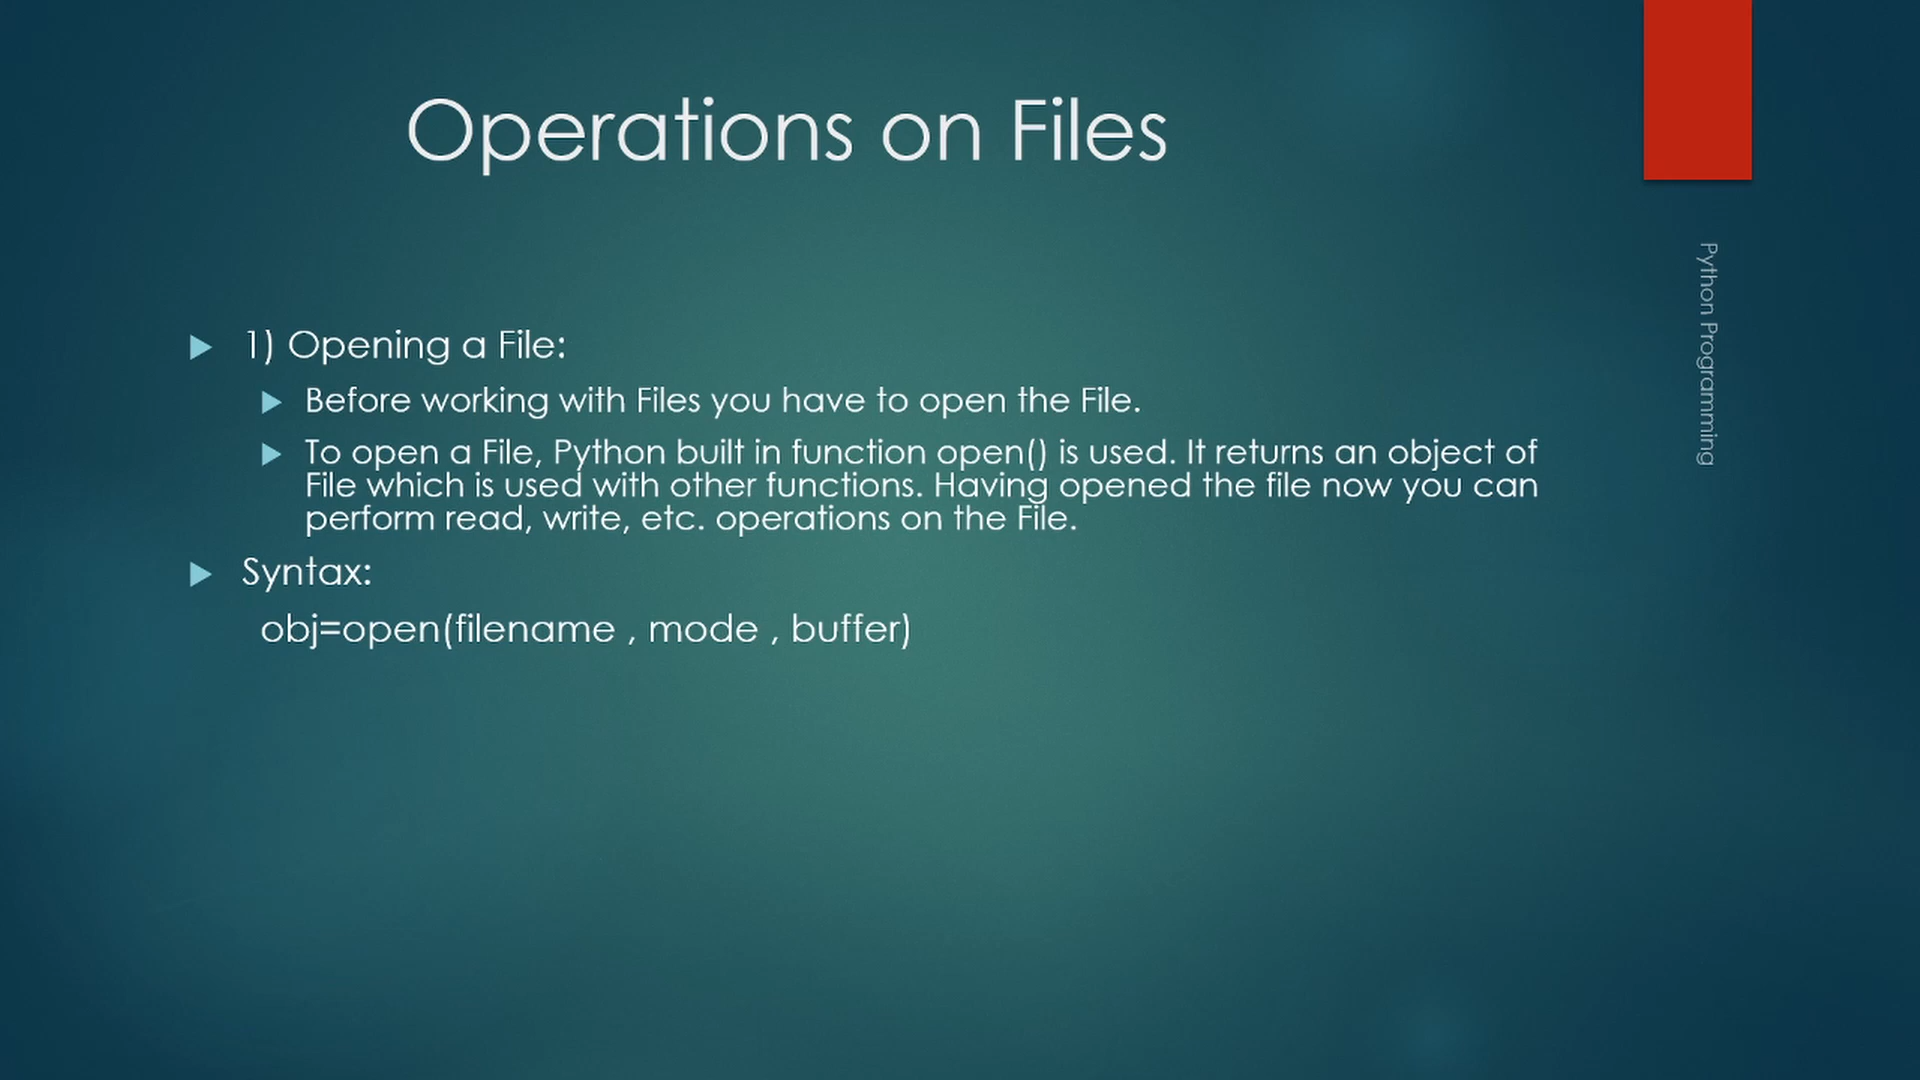 Operations on Files
Python Programming
1) Opening a File:
Before working with Files you have to open the File.
To open a File, Python built in function open() is used. It returns an object of
File which is used with other functions. Having opened the file now you can
perform read, write, etc. operations on the File.
Syntax:
obj=open(filename , mode , buffer)